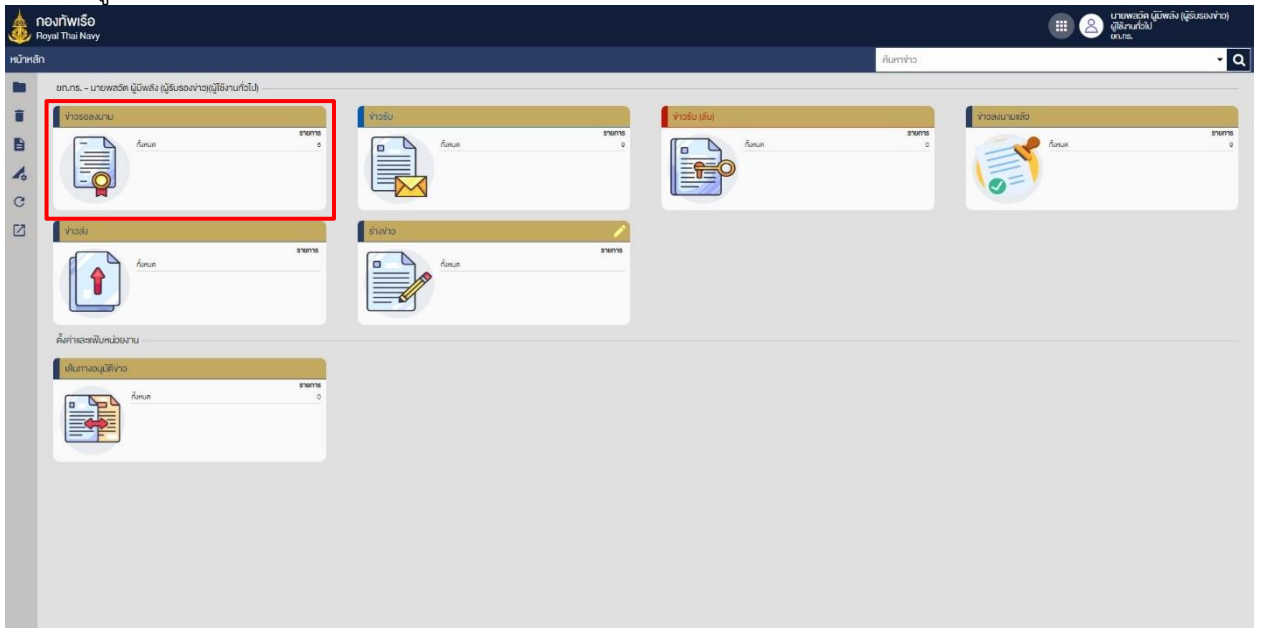 กองทัพเรือ
Royal Thai Navy
นายพลวัต ผู้มีพลัง (ผู้รับรองข่าว)
ผู้ใช้งานทั่วไป
ยก.ทร.
หน้าหลัก
ค้นหาข่าว
ยก.ทร. - นายพลวัต ผู้มีพลัง (ผู้รับรองข่าว)(ผู้ใช้งานทั่วไป)
ข่าวรอลงนาม
รายการ
ทั้งหมด 6
ข่าวรับ
รายการ
ทั้งหมด 0
ข่าวรับ (ลับ)
รายการ
ทั้งหมด 0
ข่าวลงนามแล้ว
รายการ
ทั้งหมด 0
ข่าวส่ง
รายการ
ทั้งหมด
ร่างข่าว
รายการ
ทั้งหมด
ตั้งค่าและแฟ้มหน่วยงาน
เส้นทางอนุมัติข่าว
รายการ
ทั้งหมด 0